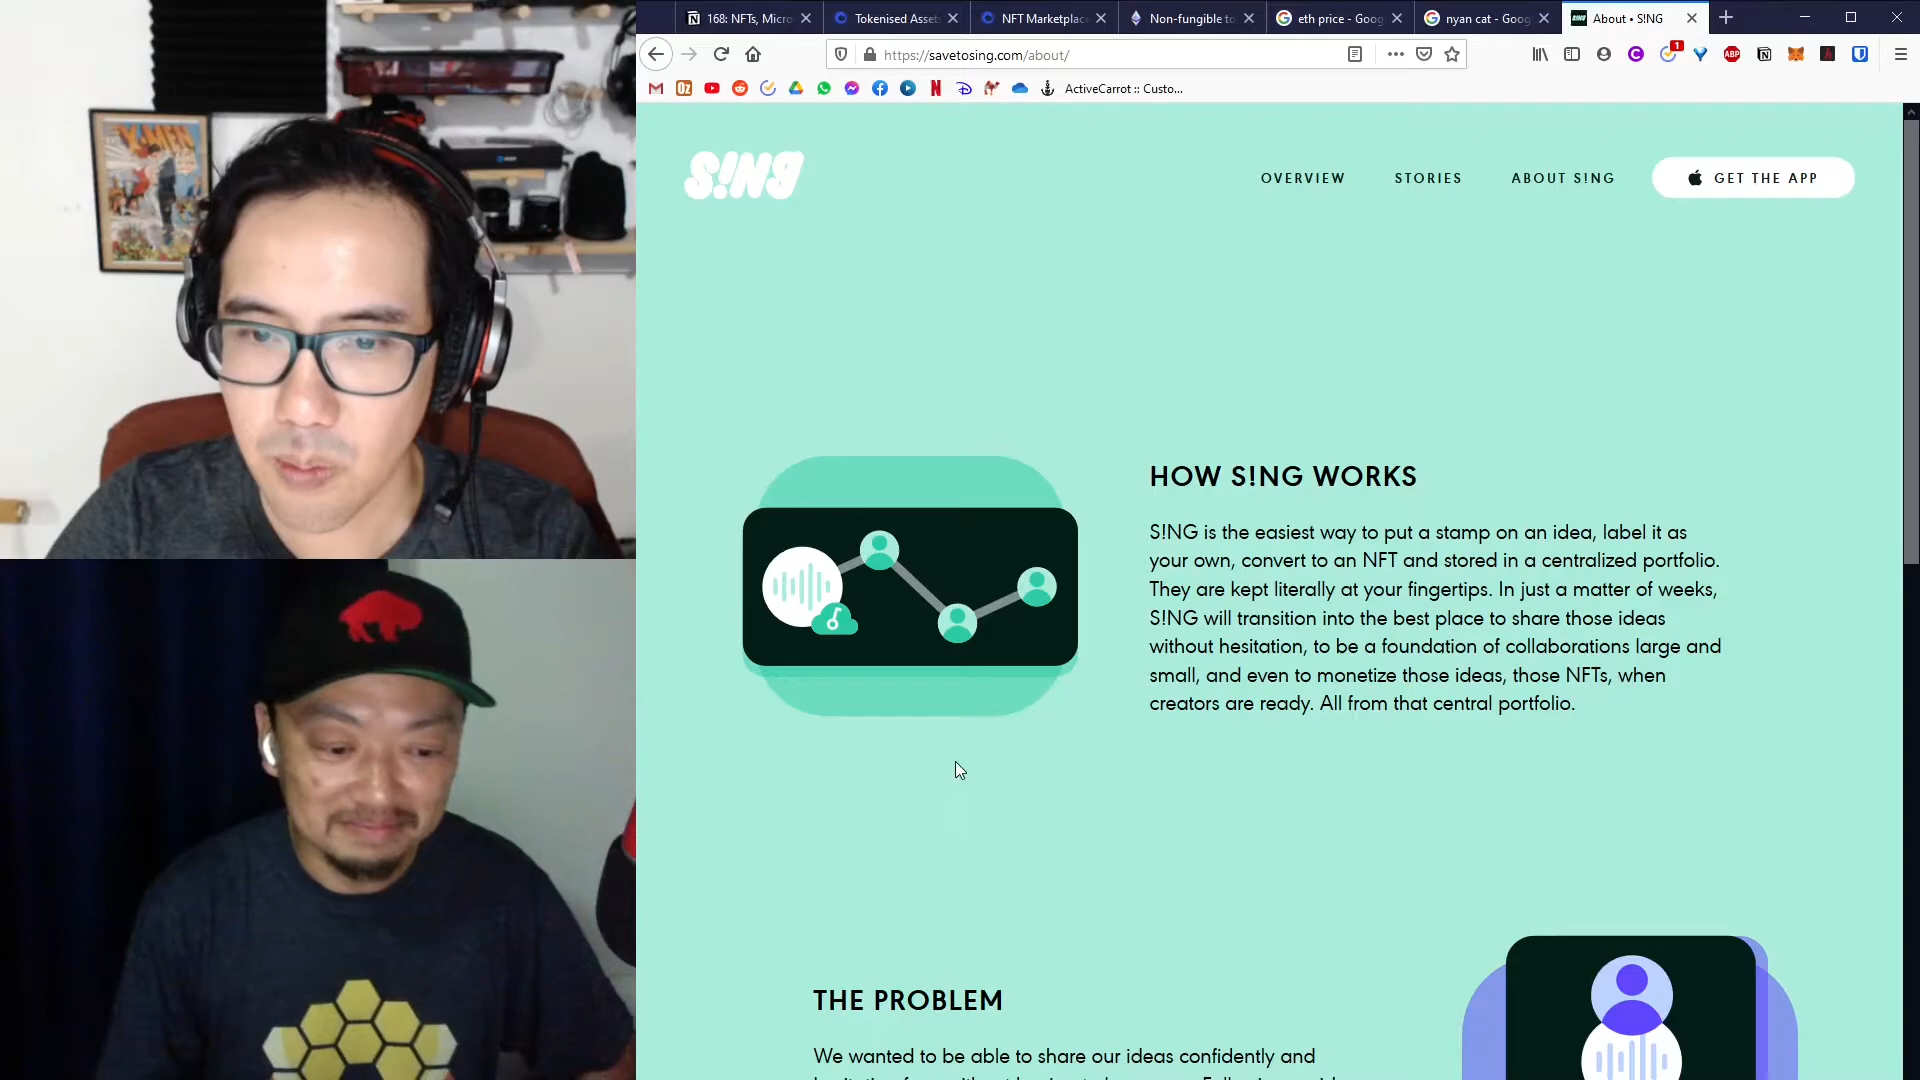 168: NFTs, Micro
Tokenised Asset
NFT Marketplac
Non-fungible to
eth price - Goog
nyan cat - Goog
About • S!NG
https://savetosing.com/about/
1
ABP
OZ
ActiveCarrot :: Custo...
X-MEN
S!NG
OVERVIEW
STORIES
ABOUT S!NG
GET THE APP
HOW S!NG WORKS
S!NG is the easiest way to put a stamp on an idea, label it as
your own, convert to an NFT and stored in a centralized portfolio.
They are kept literally at your fingertips. In just a matter of weeks,
S!NG will transition into the best place to share those ideas
without hesitation, to be a foundation of collaborations large and
small, and even to monetize those ideas, those NFTs, when
creators are ready. All from that central portfolio.
THE PROBLEM
We wanted to be able to share our ideas confidently and